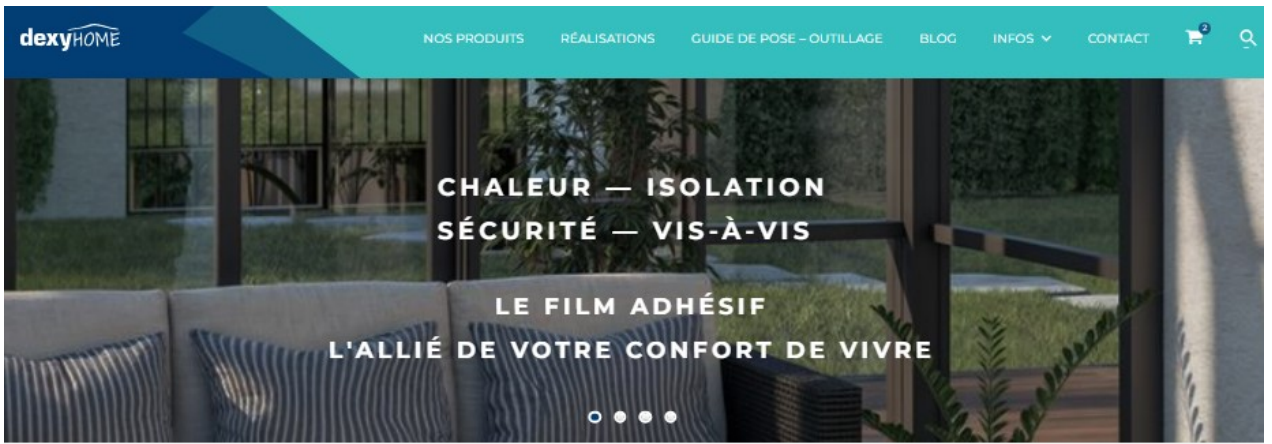 dexyHOME
NOS PRODUITS RÉALISATIONS GUIDE DE POSE – OUTILLAGE BLOG INFOS CONTACT 2
CHALEUR — ISOLATION
SÉCURITÉ — VIS-À-VIS
LE FILM ADHÉSIF
L'ALLIÉ DE VOTRE CONFORT DE VIVRE